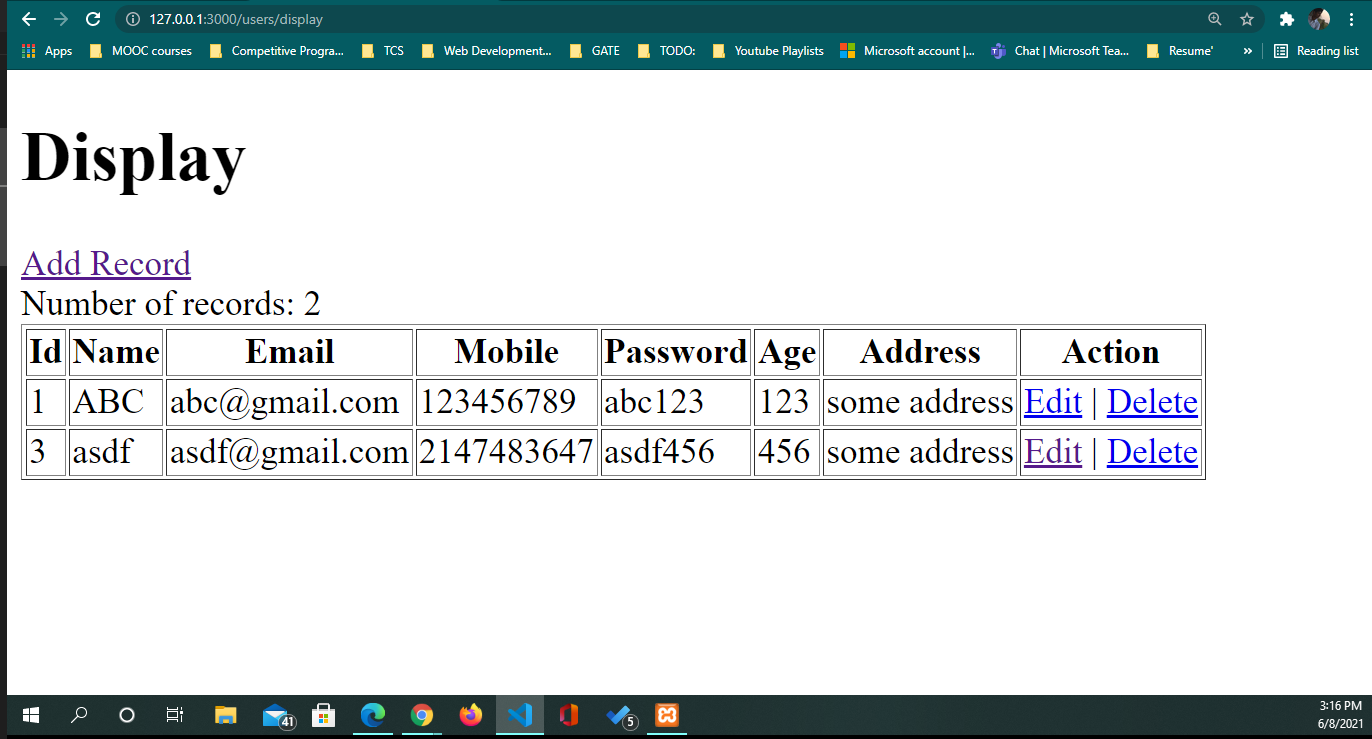 127.0.0.1:3000/users/display
Apps MOOC courses Competitive Progra... TCS Web Development... GATE TODO: Youtube Playlists Microsoft account |... Chat | Microsoft Tea... Resume' » Reading list
Display
Add Record
Number of records: 2
Id Name Email Mobile Password Age Address Action
1 ABC abc@gmail.com 123456789 abc123 123 some address Edit | Delete
3 asdf asdf@gmail.com 2147483647 asdf456 456 some address Edit | Delete
41 5 3:16 PM
6/8/2021